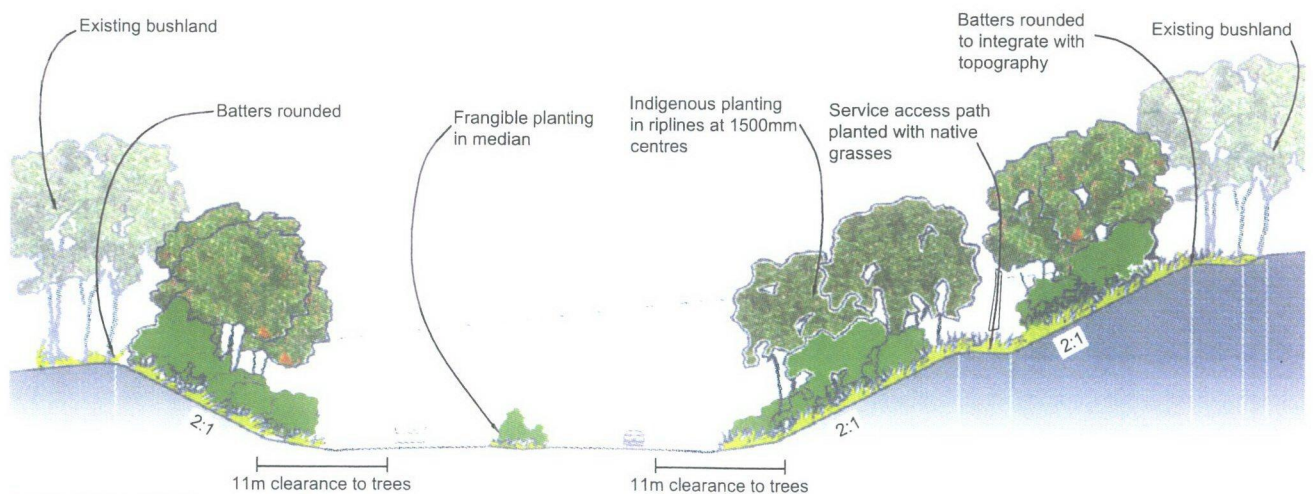 Existing bushland
Batters rounded
Frangible planting
in median
Indigenous planting
in riplines at 1500mm
centres
Service access path
planted with native
grasses
Batters rounded
to integrate with
topography
Existing bushland
2:1
2:1
2:1
11m clearance to trees
11m clearance to trees